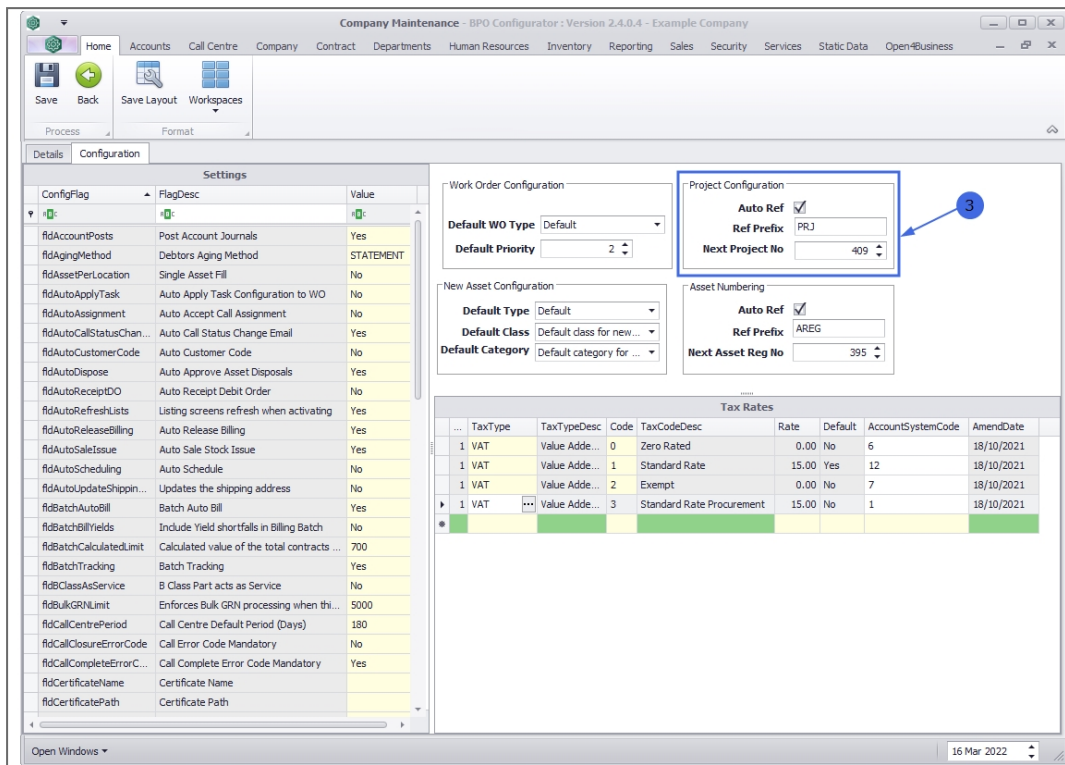 Company Maintenance - BPO Configurator : Version 2.4.0.4 - Example Company
Home Accounts Call Centre Company Contract Departments Human Resources Inventory Reporting Sales Security Services Static Data Open4Business
Save Back Save Layout Workspaces
Process Format
Details Configuration
Settings
ConfigFlag FlagDesc Value
fldAccountPosts Post Account Journals Yes
fldAgingMethod Debtors Aging Method STATEMENT
fldAssetPerLocation Single Asset Fill No
fldAutoApplyTask Auto Apply Task Configuration to WO No
fldAutoAssignment Auto Accept Call Assignment No
fldAutoCallStatusChan... Auto Call Status Change Email Yes
fldAutoCustomerCode Auto Customer Code No
fldAutoDispose Auto Approve Asset Disposals Yes
fldAutoReceiptDO Auto Receipt Debit Order No
fldAutoRefreshLists Listing screens refresh when activating Yes
fldAutoReleaseBilling Auto Release Billing Yes
fldAutoSaleIssue Auto Sale Stock Issue Yes
fldAutoScheduling Auto Schedule No
fldAutoUpdateShippin... Updates the shipping address No
fldBatchAutoBill Batch Auto Bill Yes
fldBatchBillYields Include Yield shortfalls in Billing Batch No
fldBatchCalculatedLimit Calculated value of the total contracts ... 700
fldBatchTracking Batch Tracking Yes
fldBClassAsService B Class Part acts as Service No
fldBulkGRNLimit Enforces Bulk GRN processing when thi... 5000
fldCallCentrePeriod Call Centre Default Period (Days) 180
fldCallClosureErrorCode Call Error Code Mandatory No
fldCallCompleteErrorC... Call Complete Error Code Mandatory Yes
fldCertificateName Certificate Name
fldCertificatePath Certificate Path
Work Order Configuration
Default WO Type Default
Default Priority 2
Project Configuration
Auto Ref
Ref Prefix PRJ
Next Project No 409
3
New Asset Configuration
Default Type Default
Default Class Default class for new...
Default Category Default category for ...
Asset Numbering
Auto Ref
Ref Prefix AREG
Next Asset Reg No 395
Tax Rates
... TaxType TaxTypeDesc Code TaxCodeDesc Rate Default AccountSystemCode AmendDate
1 VAT Value Adde... 0 Zero Rated 0.00 No 6 18/10/2021
1 VAT Value Adde... 1 Standard Rate 15.00 Yes 12 18/10/2021
1 VAT Value Adde... 2 Exempt 0.00 No 7 18/10/2021
1 VAT ... Value Adde... 3 Standard Rate Procurement 15.00 No 1 18/10/2021
Open Windows 16 Mar 2022